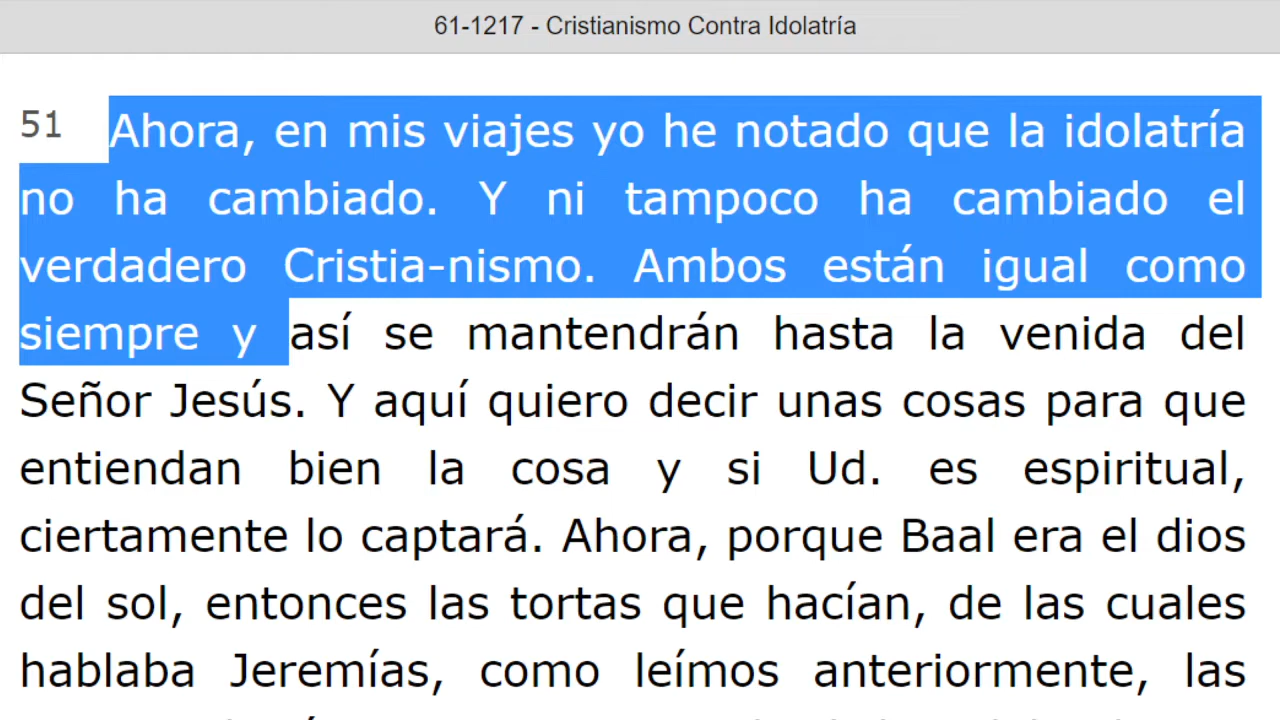 61-1217 - Cristianismo Contra Idolatría
51 Ahora, en mis viajes yo he notado que la idolatría
no ha cambiado. Y ni tampoco ha cambiado el
verdadero Cristia-nismo. Ambos están igual como
siempre y así se mantendrán hasta la venida del
Señor Jesús. Y aquí quiero decir unas cosas para que
entiendan bien la cosa y si Ud. es espiritual,
ciertamente lo captará. Ahora, porque Baal era el dios
del sol, entonces las tortas que hacían, de las cuales
hablaba Jeremías, como leímos anteriormente, las